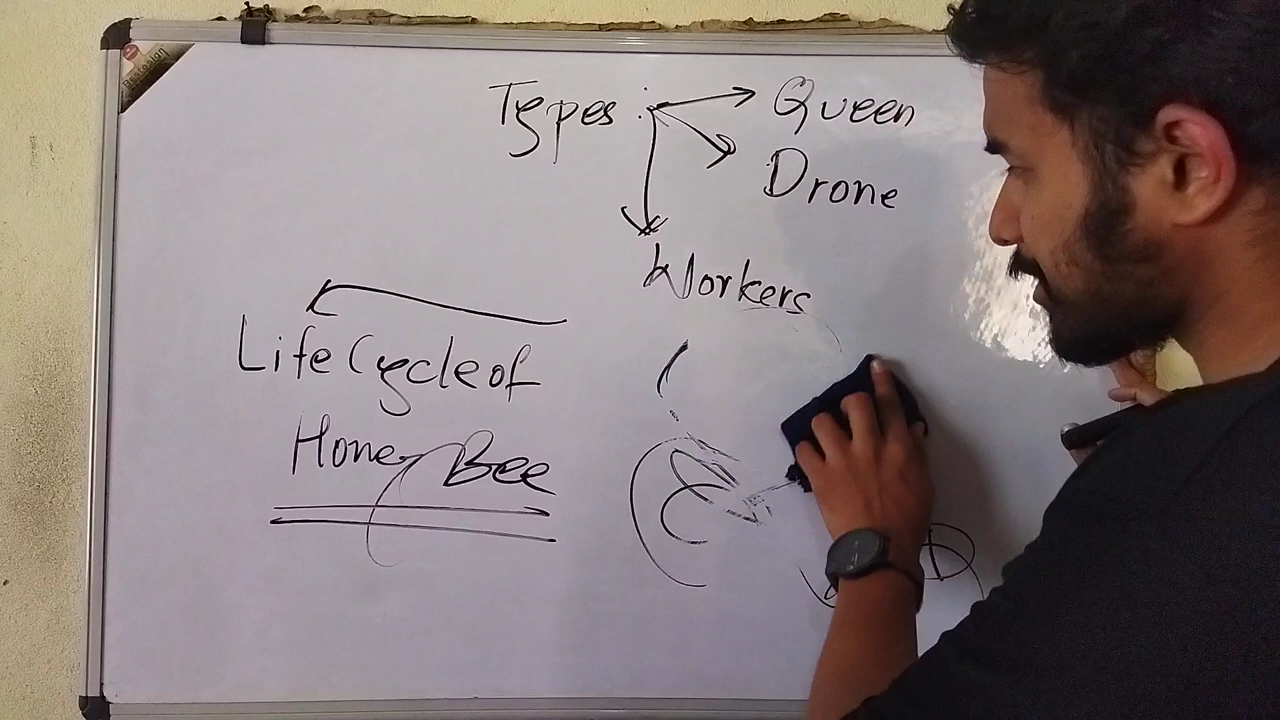 Types :
Queen
Drone
Workers
Life Cycle of
Honey Bee